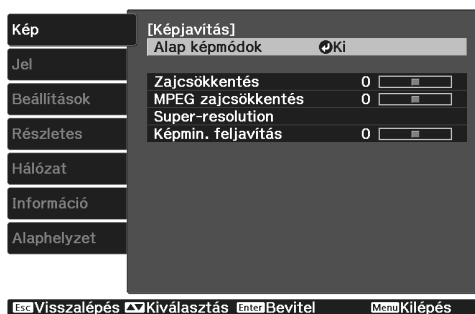 Kép
Jel
Beállítások
Részletes
Hálózat
Információ
Alaphelyzet
[Képjavítás]
Alap képmódok Ki
Zajcsökkentés 0
MPEG zajcsökkentés 0
Super-resolution
Képmin. feljavítás 0
Esc Visszalépés Kiválasztás Enter Bevitel Menu Kilépés